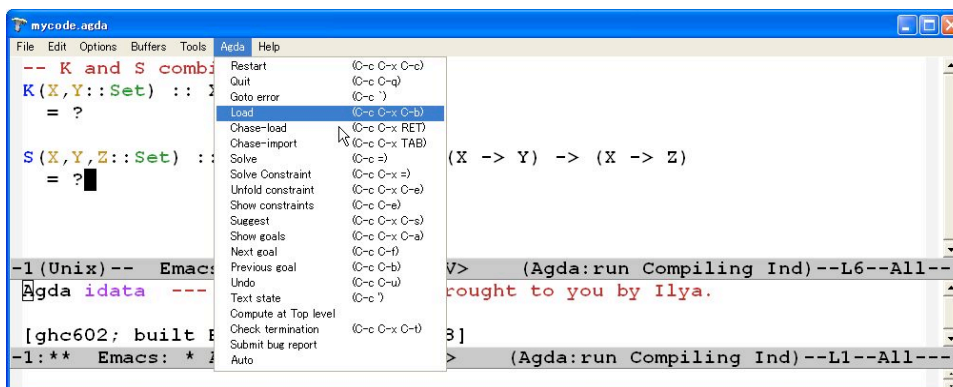 mycode.agda
File Edit Options Buffers Tools Agda Help
-- K and S combi
K(X,Y::Set) ::
= ?
S(X,Y,Z::Set) :: (X -> Y) -> (X -> Z)
= ?
Restart (C-c C-x C-c)
Quit (C-c C-q)
Goto error (C-c `)
Load (C-c C-x C-b)
Chase-load (C-c C-x RET)
Chase-import (C-c C-x TAB)
Solve (C-c =)
Solve Constraint (C-c C-x =)
Unfold constraint (C-c C-x C-e)
Show constraints (C-c C-e)
Suggest (C-c C-x C-s)
Show goals (C-c C-x C-a)
Next goal (C-c C-f)
Previous goal (C-c C-b)
Undo (C-c C-u)
Text state (C-c ')
Compute at Top level
Check termination (C-c C-x C-t)
Submit bug report
Auto
-1(Unix)-- Emacs V> (Agda:run Compiling Ind)--L6--All--
Agda idata --- rought to you by Ilya.
[ghc602; built 8]
-1:** Emacs: * > (Agda:run Compiling Ind)--L1--All---